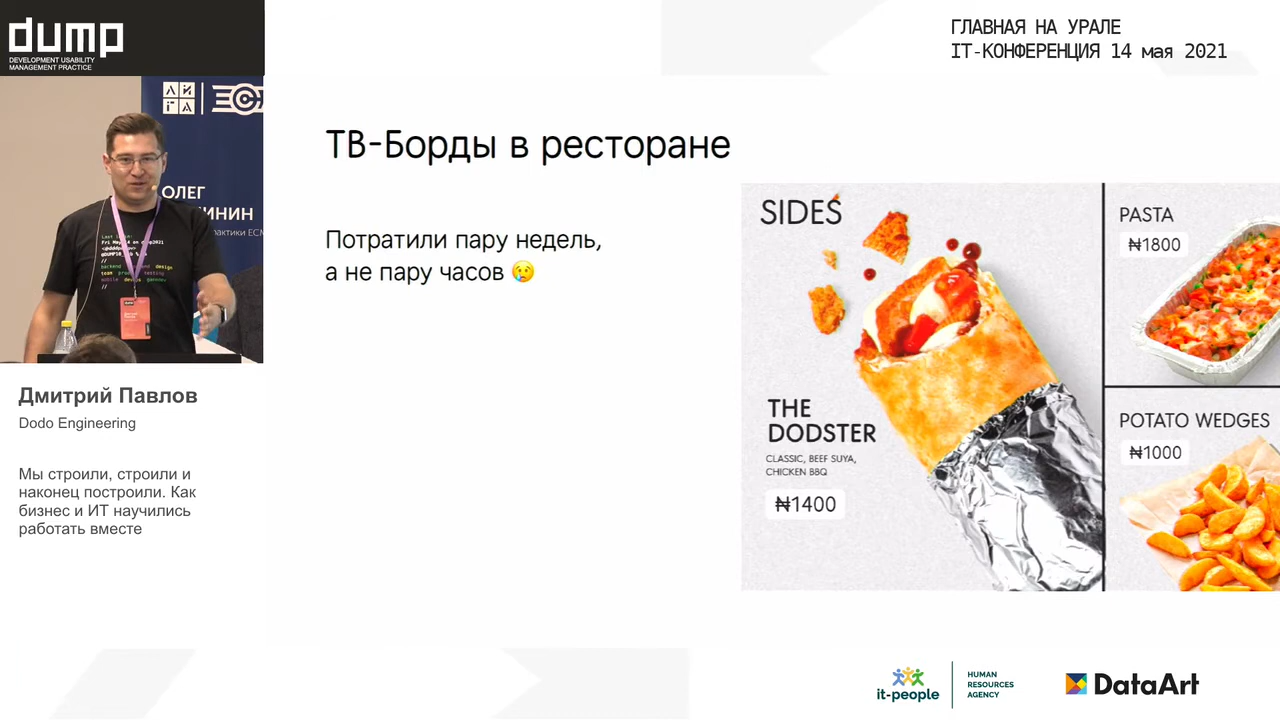 dump
DEVELOPMENT USABILITY
MANAGEMENT PRACTICE
ГЛАВНАЯ НА УРАЛЕ
IT-КОНФЕРЕНЦИЯ 14 мая 2021
ЛИ
ГА
ОЛЕГ
ИНИН
Дмитрий Павлов
Dodo Engineering
Мы строили, строили и
наконец построили. Как
бизнес и ИТ научились
работать вместе
ТВ-Борды в ресторане
Потратили пару недель,
а не пару часов 😢
SIDES
THE
DODSTER
CLASSIC, BEEF SUYA,
CHICKEN BBQ
₦1400
PASTA
₦1800
POTATO WEDGES
₦1000
it-people
HUMAN
RESOURCES
AGENCY
DataArt